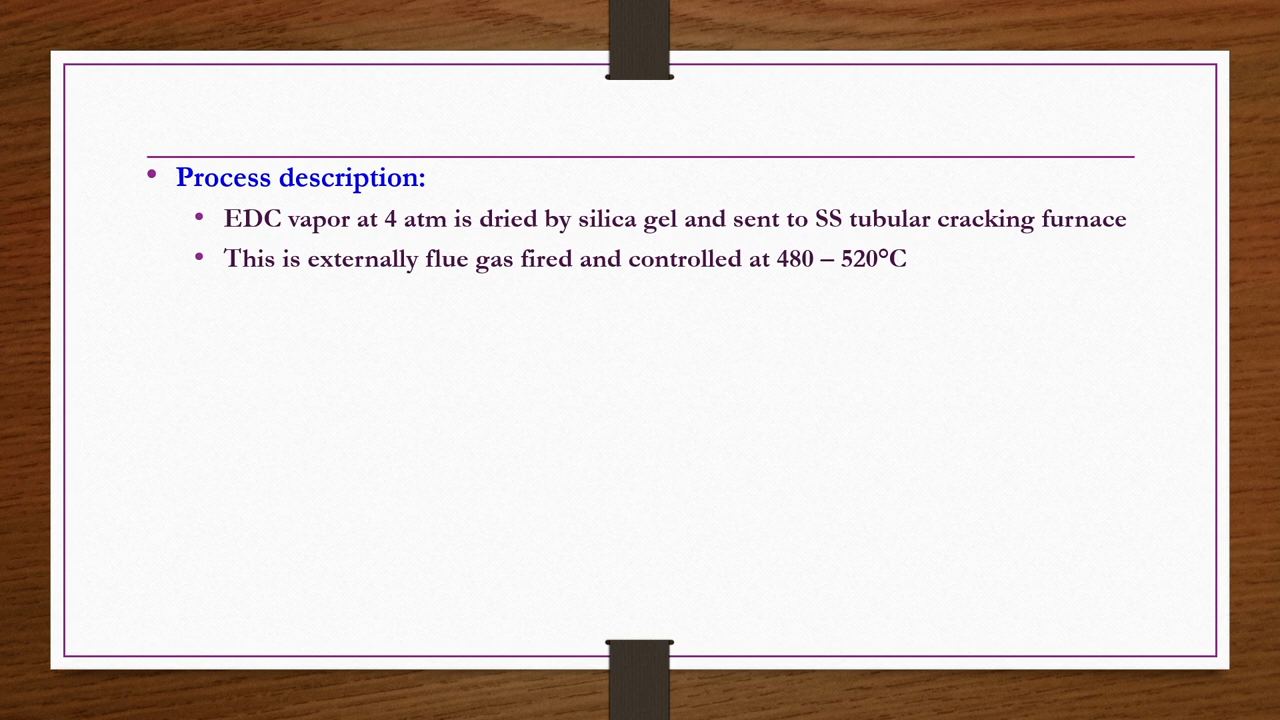 • Process description:
• EDC vapor at 4 atm is dried by silica gel and sent to SS tubular cracking furnace
• This is externally flue gas fired and controlled at 480 – 520°C